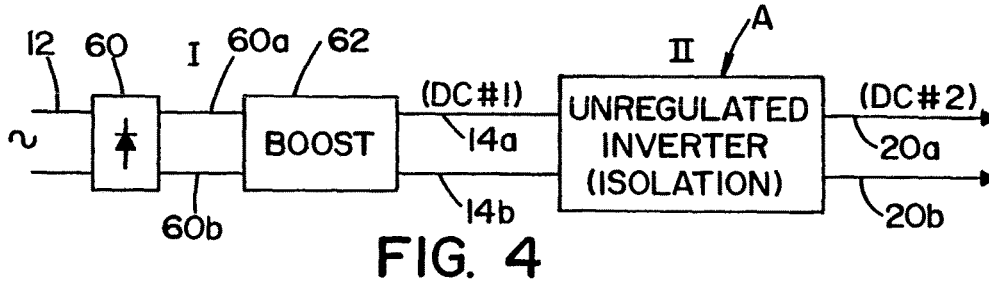 12
60
I
60a
62
(DC#1)
14a
II
A
(DC#2)
20a
~
BOOST
UNREGULATED
INVERTER
(ISOLATION)
60b
14b
20b
FIG. 4